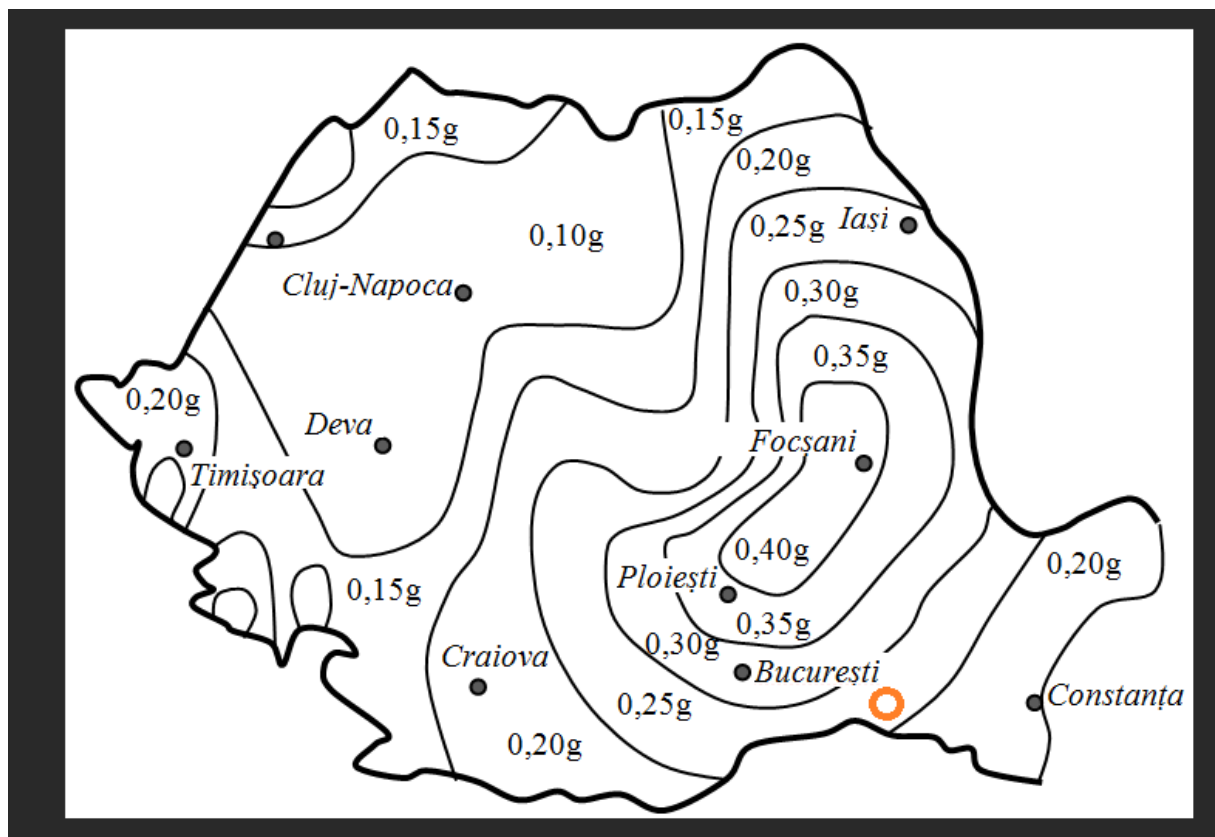 0,15g
0,15g
0,20g
0,25g
Iași
0,10g
Cluj-Napoca
0,30g
0,35g
0,20g
Deva
Focșani
Timișoara
0,40g
0,20g
Ploiești
0,15g
0,35g
0,30g
Craiova
București
Constanța
0,25g
0,20g